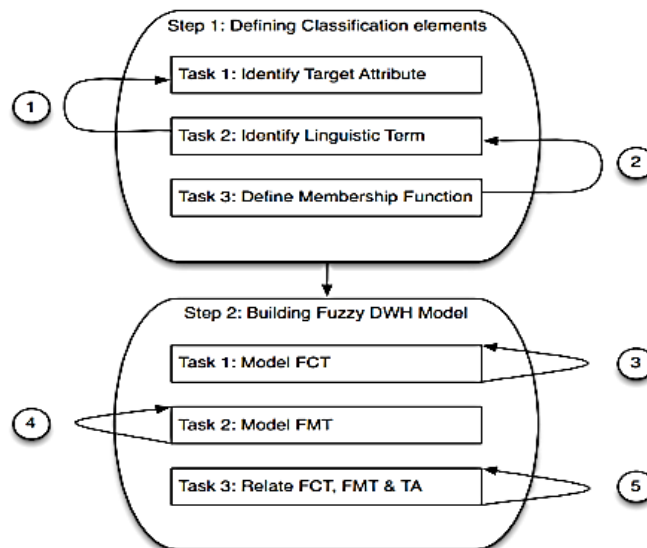 Step 1: Defining Classification elements
Task 1: Identify Target Attribute
1
Task 2: Identify Linguistic Term
2
Task 3: Define Membership Function
Step 2: Building Fuzzy DWH Model
Task 1: Model FCT
3
4
Task 2: Model FMT
Task 3: Relate FCT, FMT & TA
5